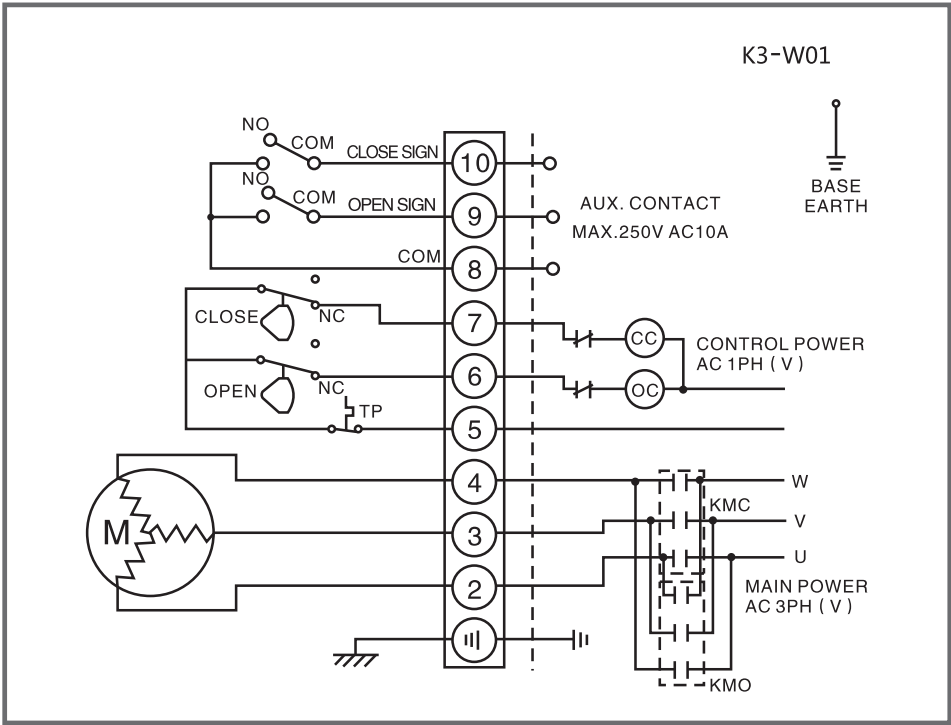 K3-W01
NO
COM
CLOSE SIGN
10
NO
COM
OPEN SIGN
9
AUX. CONTACT
MAX.250V AC10A
BASE
EARTH
COM
8
CLOSE
NC
7
CC
CONTROL POWER
AC 1PH ( V )
OPEN
NC
6
OC
TP
5
4
W
KMC
M
3
V
U
2
MAIN POWER
AC 3PH ( V )
KMO